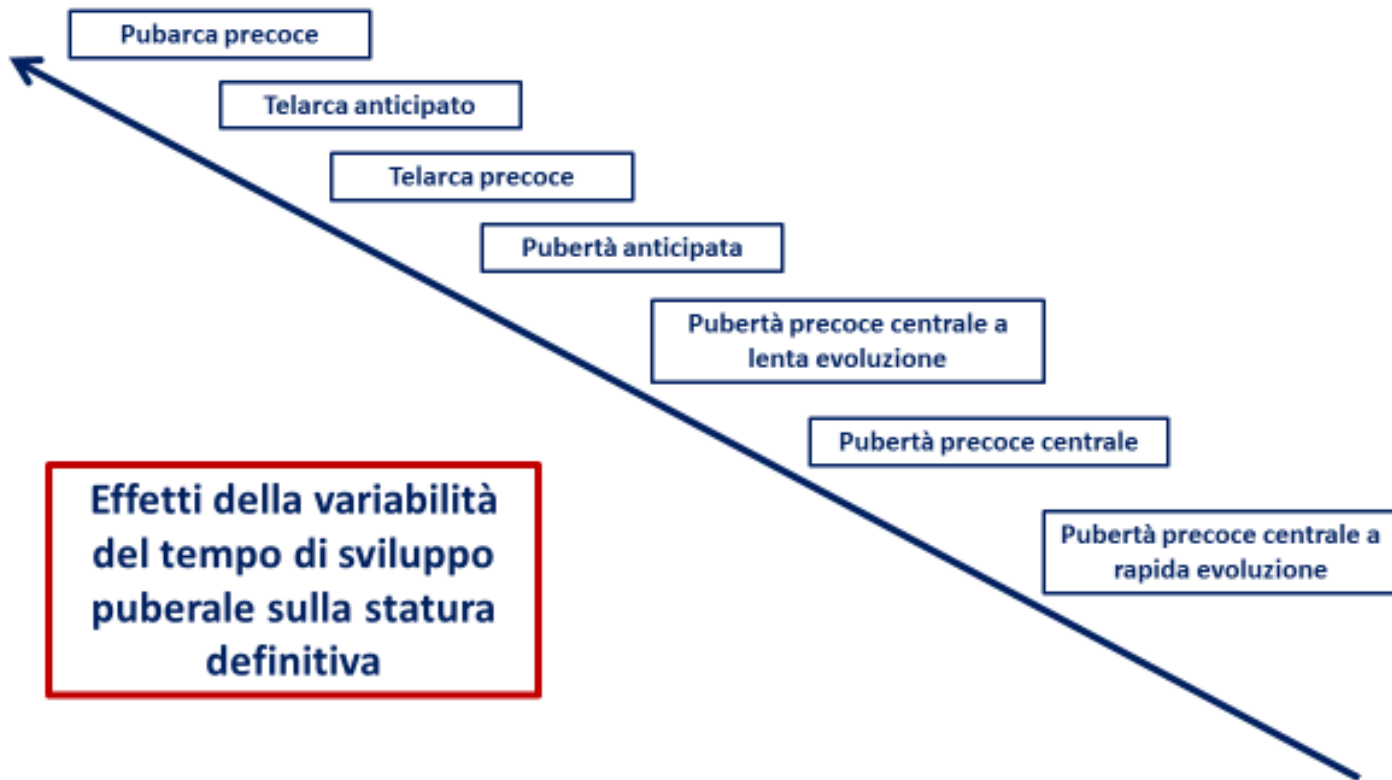 Pubarca precoce
Telarca anticipato
Telarca precoce
Pubertà anticipata
Pubertà precoce centrale a
lenta evoluzione
Pubertà precoce centrale
Effetti della variabilità
del tempo di sviluppo
puberale sulla statura
definitiva
Pubertà precoce centrale a
rapida evoluzione